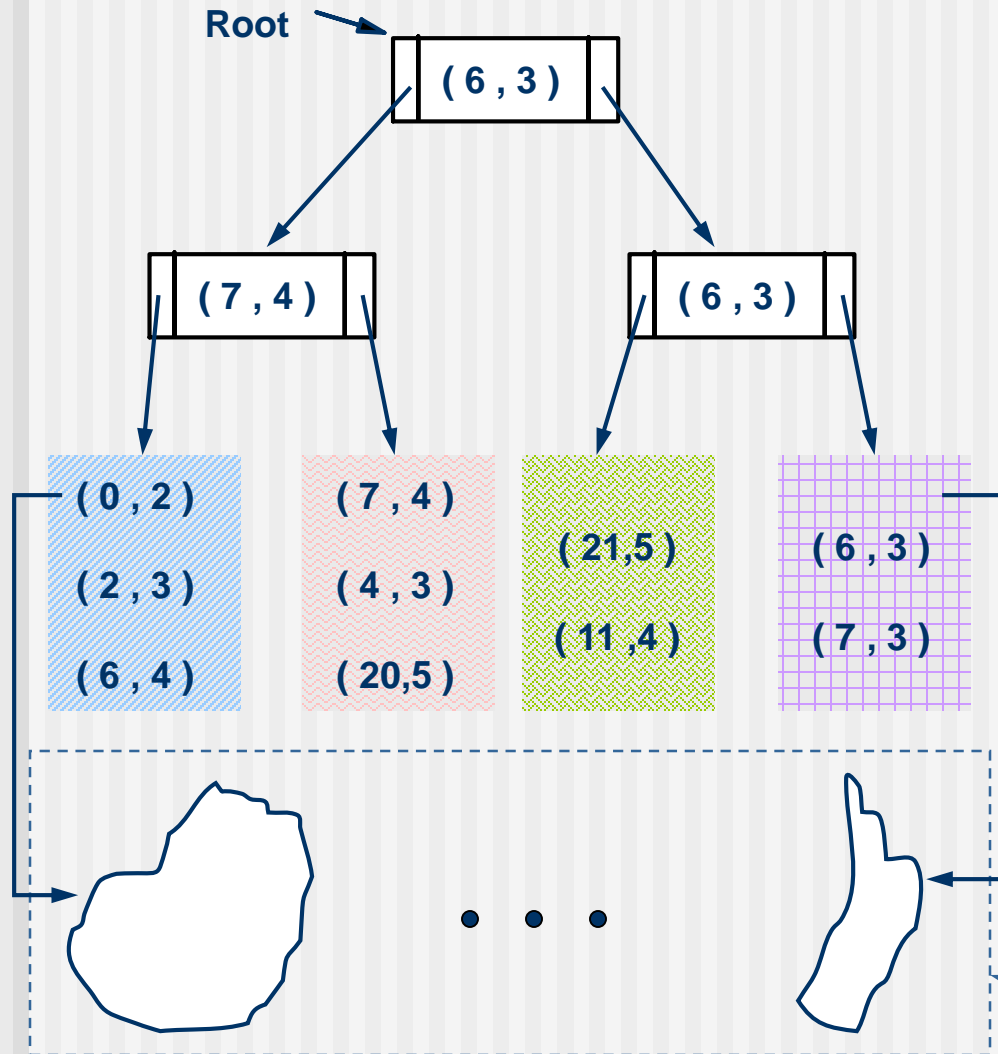 Root
( 6 , 3 )
( 7 , 4 )
( 6 , 3 )
( 0 , 2 )
( 2 , 3 )
( 6 , 4 )
( 7 , 4 )
( 4 , 3 )
( 20,5 )
( 21,5 )
( 11 ,4 )
( 6 , 3 )
( 7 , 3 )